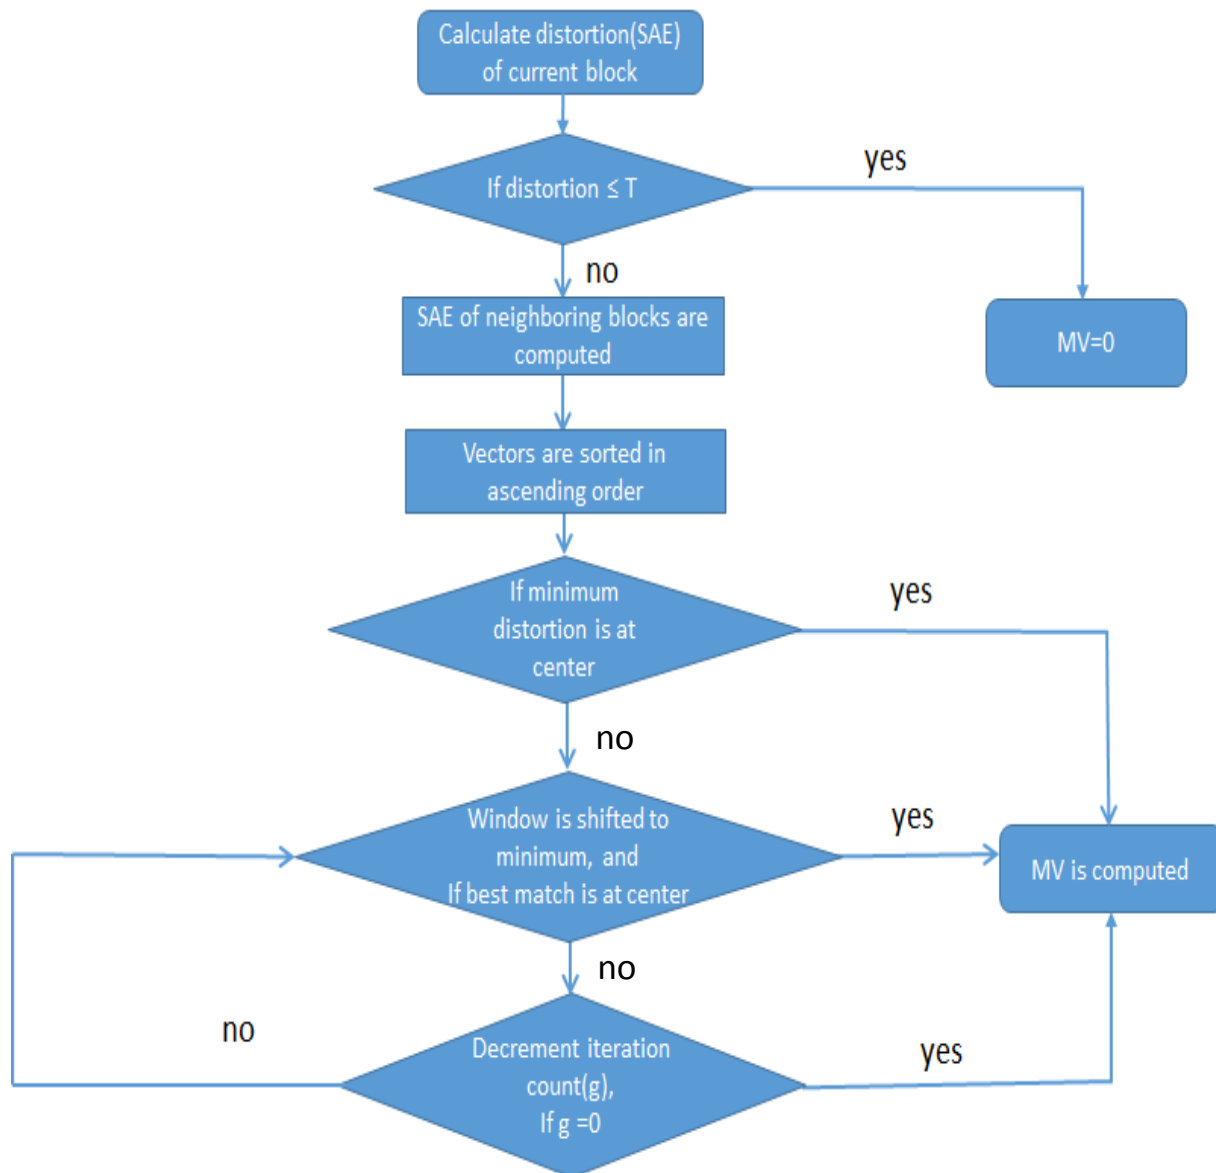 Calculate distortion(SAE)
of current block
If distortion ≤ T
yes
no
SAE of neighboring blocks are
computed
MV=0
Vectors are sorted in
ascending order
If minimum
distortion is at
center
yes
no
Window is shifted to
minimum, and
If best match is at center
yes
MV is computed
no
Decrement iteration
count(g),
If g =0
no
yes